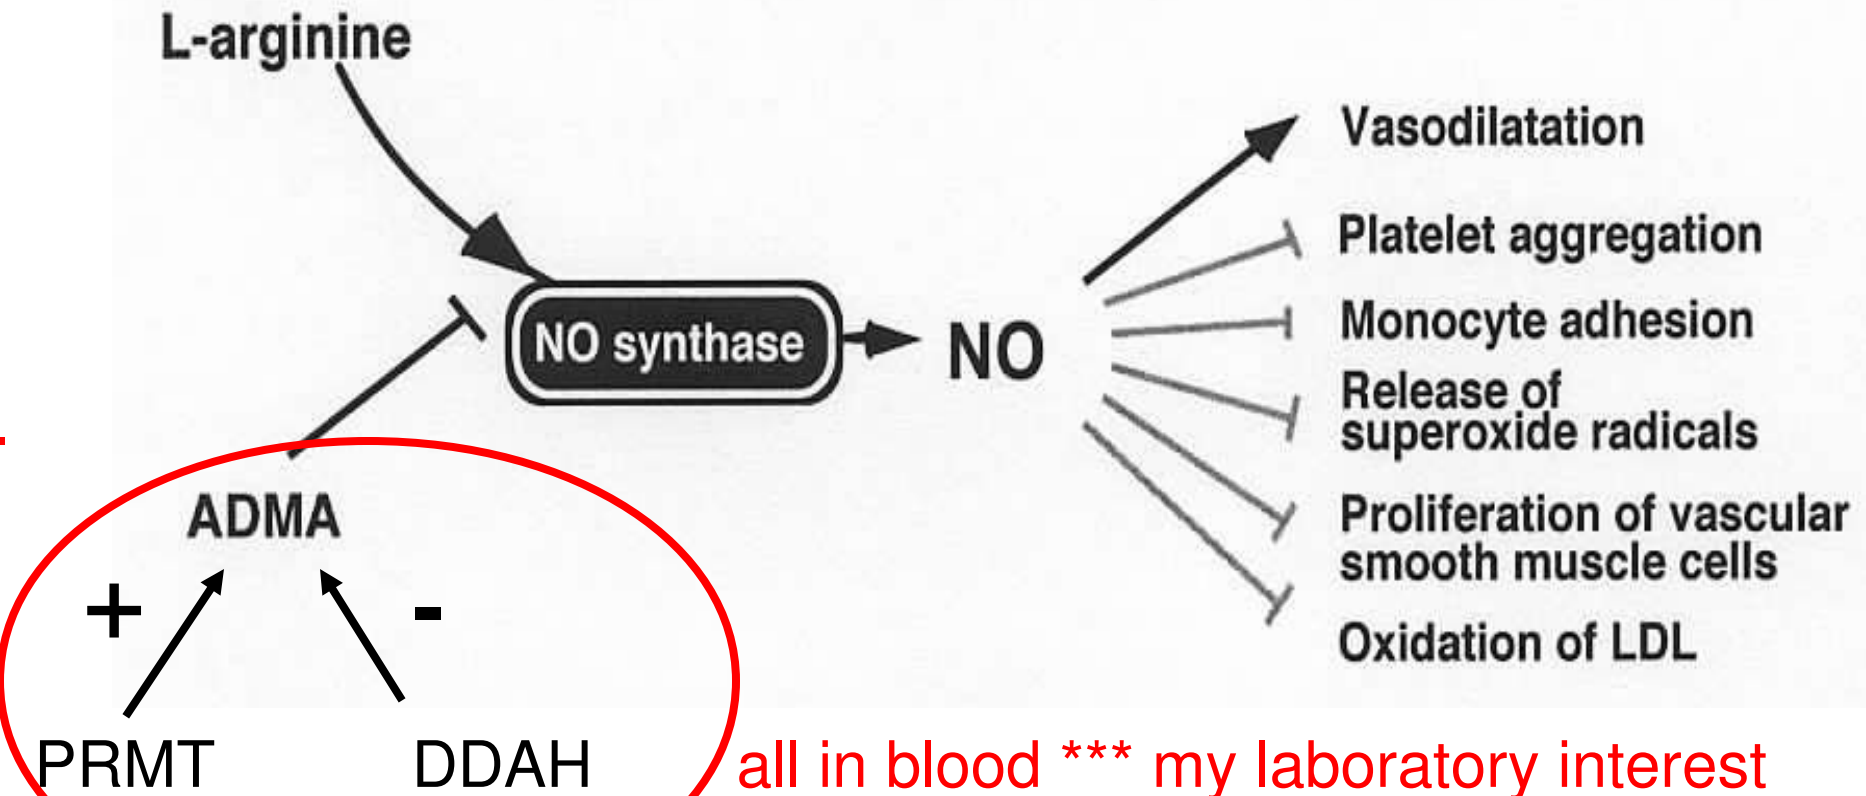 L-arginine
Vasodilatation
Platelet aggregation
NO synthase
NO
Monocyte adhesion
Release of
superoxide radicals
ADMA
Proliferation of vascular
smooth muscle cells
+
-
Oxidation of LDL
PRMT
DDAH
all in blood *** my laboratory interest